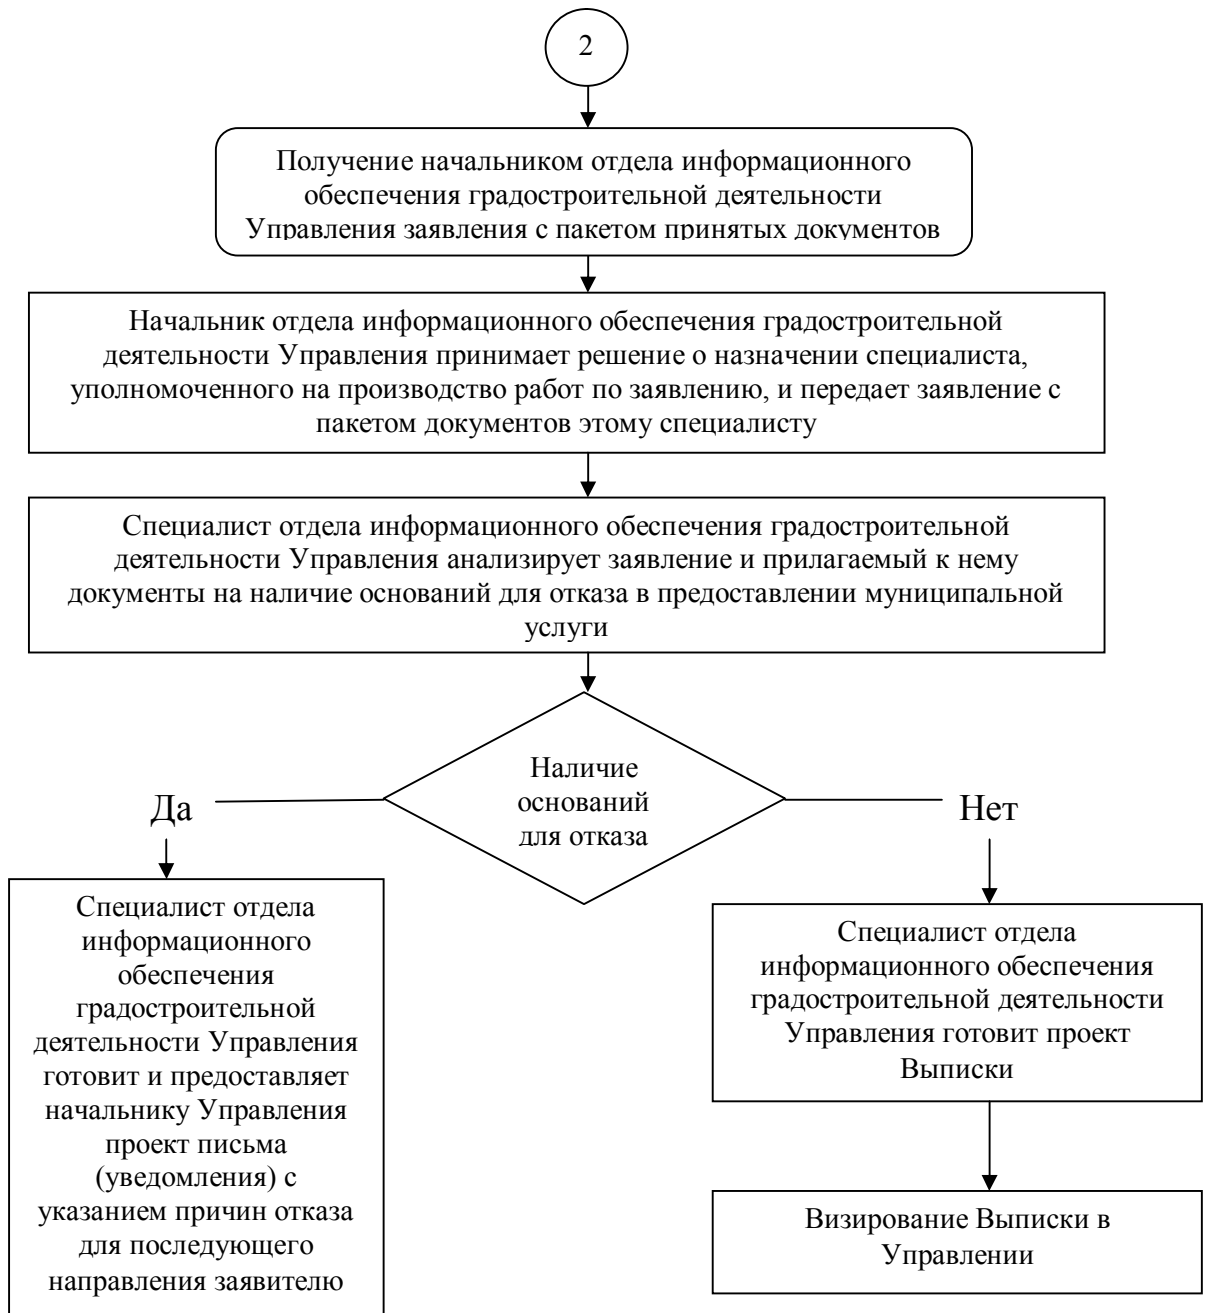 2
Получение начальником отдела информационного
обеспечения градостроительной деятельности
Управления заявления с пакетом принятых документов
Начальник отдела информационного обеспечения градостроительной
деятельности Управления принимает решение о назначении специалиста,
уполномоченного на производство работ по заявлению, и передает заявление с
пакетом документов этому специалисту
Специалист отдела информационного обеспечения градостроительной
деятельности Управления анализирует заявление и прилагаемый к нему
документы на наличие оснований для отказа в предоставлении муниципальной
услуги
Наличие
оснований
для отказа
Да
Нет
Специалист отдела
информационного
обеспечения
градостроительной
деятельности Управления
готовит и предоставляет
начальнику Управления
проект письма
(уведомления) с
указанием причин отказа
для последующего
направления заявителю
Специалист отдела
информационного обеспечения
градостроительной деятельности
Управления готовит проект
Выписки
Визирование Выписки в
Управлении